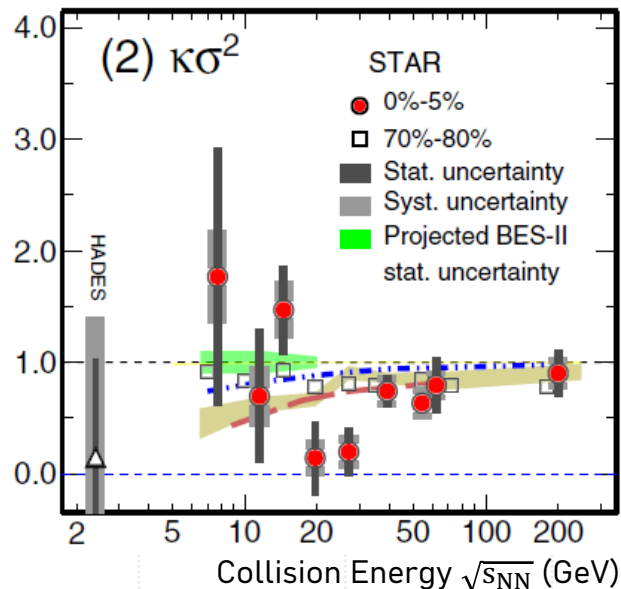 4.0
(2) κσ²
STAR
0%-5%
3.0
70%-80%
Stat. uncertainty
Syst. uncertainty
HADES
2.0
Projected BES-II
stat. uncertainty
1.0
0.0
2 5 10 20 50 100 200
Collision Energy √s_NN (GeV)